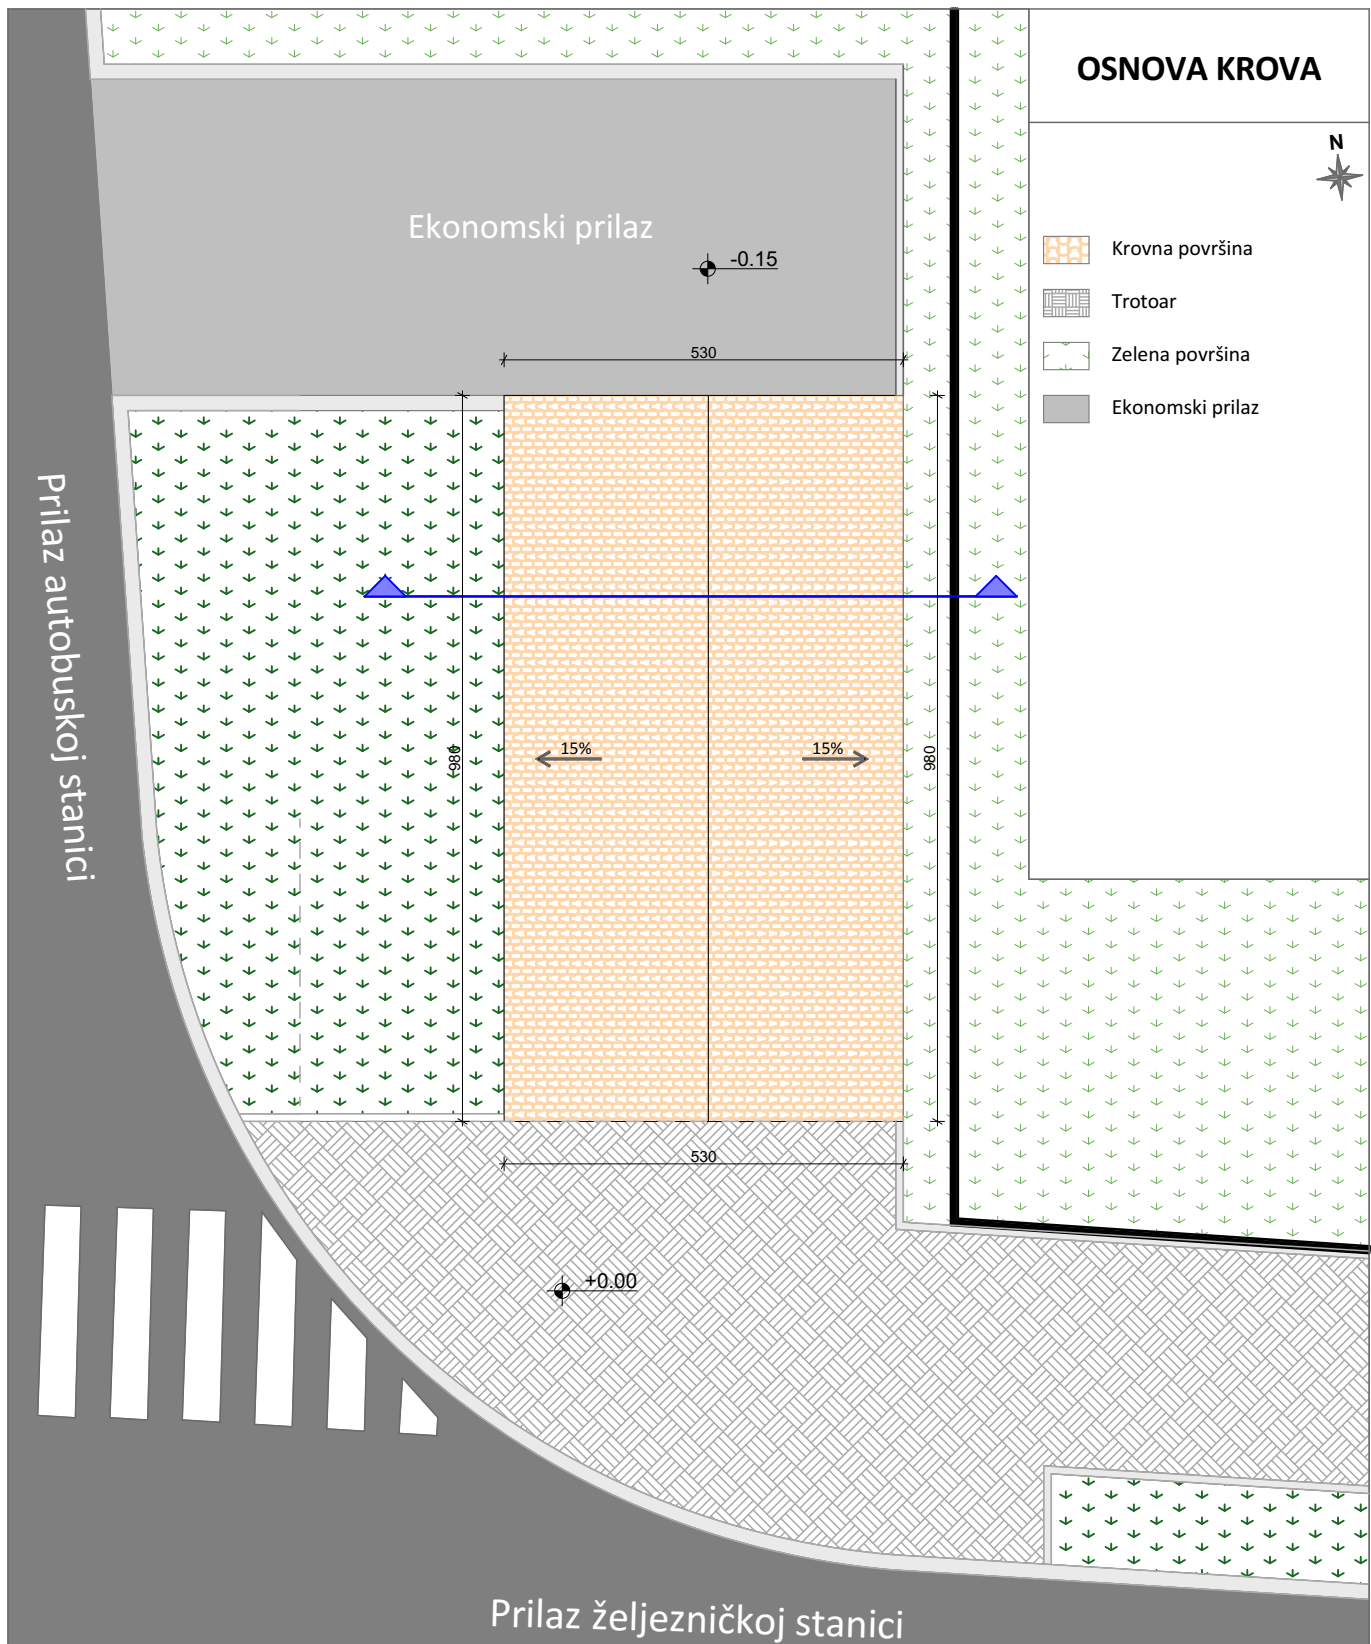 OSNOVA KROVA
N
Krovna površina
Trotoar
Zelena površina
Ekonomski prilaz
Ekonomski prilaz
-0.15
530
Prilaz autobuskoj stanici
980
980
15%
15%
530
+0.00
Prilaz željezničkoj stanici